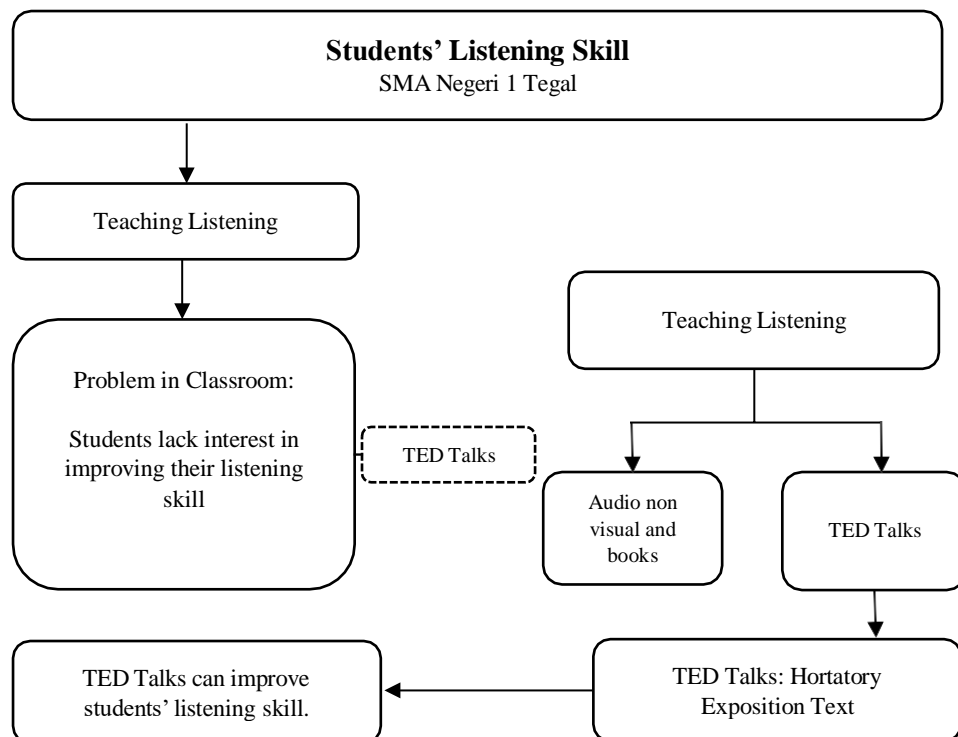 Students’ Listening Skill
SMA Negeri 1 Tegal
Teaching Listening
Problem in Classroom:
Students lack interest in
improving their listening
skill
TED Talks
Teaching Listening
Audio non
visual and
books
TED Talks
TED Talks: Hortatory
Exposition Text
TED Talks can improve
students’ listening skill.